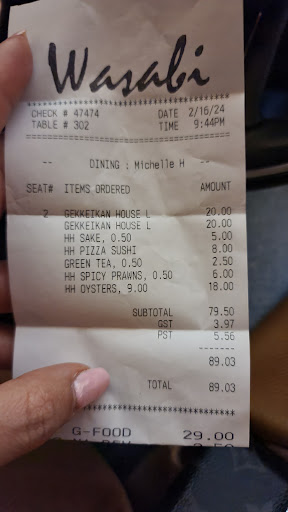 Wasabi
CHECK # 47474 DATE 2/16/24
TABLE # 302 TIME 9:44PM
-- DINING : Michelle H --
SEAT# ITEMS ORDERED AMOUNT
2 GEKKEIKAN HOUSE L 20.00
GEKKEIKAN HOUSE L 20.00
HH SAKE, 0.50 5.00
HH PIZZA SUSHI 8.00
GREEN TEA, 0.50 2.50
HH SPICY PRAWNS, 0.50 6.00
HH OYSTERS, 9.00 18.00
SUBTOTAL 79.50
GST 3.97
PST 5.56
--------
89.03
TOTAL 89.03
G-FOOD 29.00